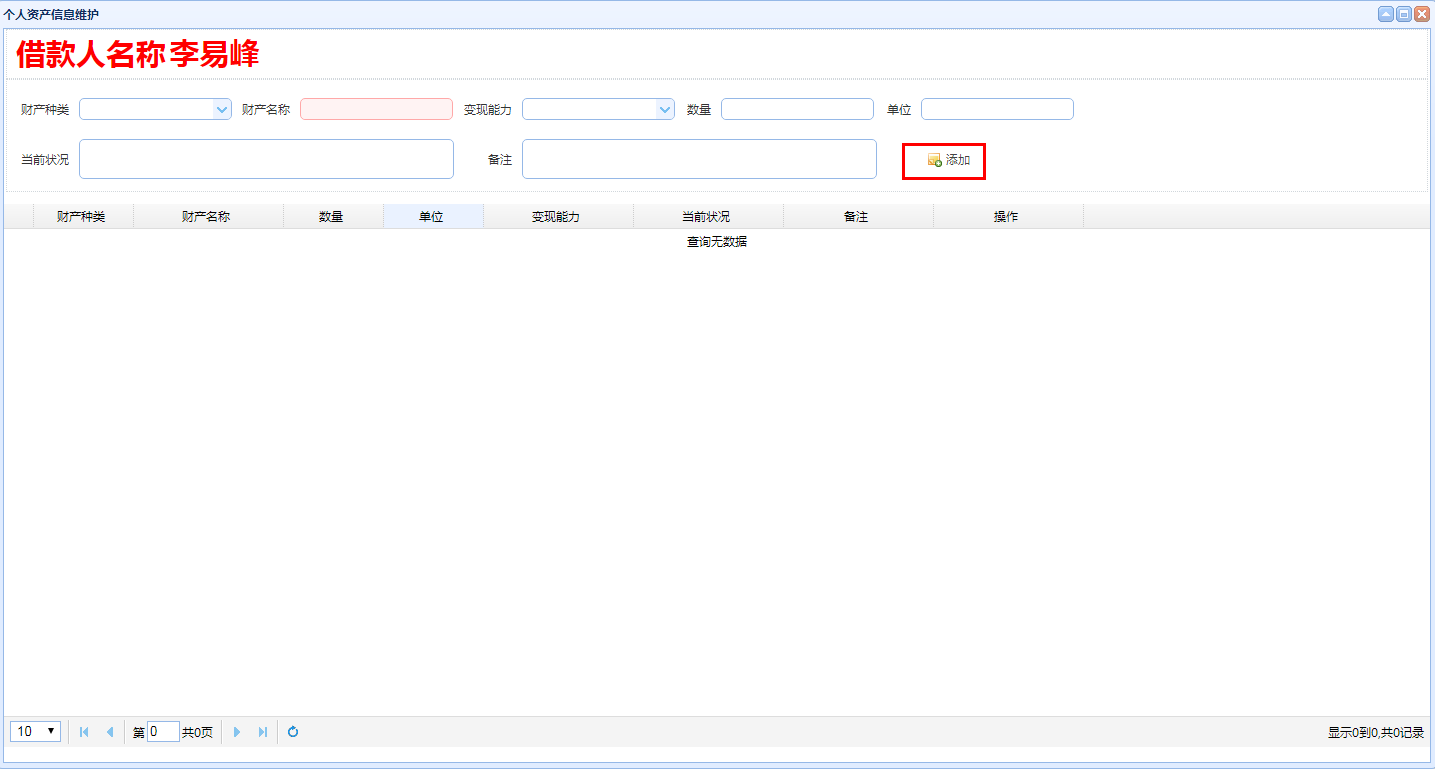 个人资产信息维护
借款人名称 李易峰
财产种类 财产名称 变现能力 数量 单位
当前状况 备注 添加
财产种类 财产名称 数量 单位 变现能力 当前状况 备注 操作
查询无数据
10 第 0 共0页 显示0到0,共0记录